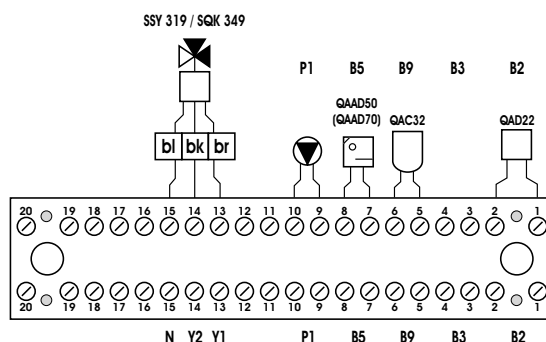 SSY 319 / SQK 349
P1 B5 B9 B3 B2
QAAD50
(QAAD70) QAC32 QAD22
bl bk br
20 19 18 17 16 15 14 13 12 11 10 9 8 7 6 5 4 3 2 1
20 19 18 17 16 15 14 13 12 11 10 9 8 7 6 5 4 3 2 1
N Y2 Y1 P1 B5 B9 B3 B2